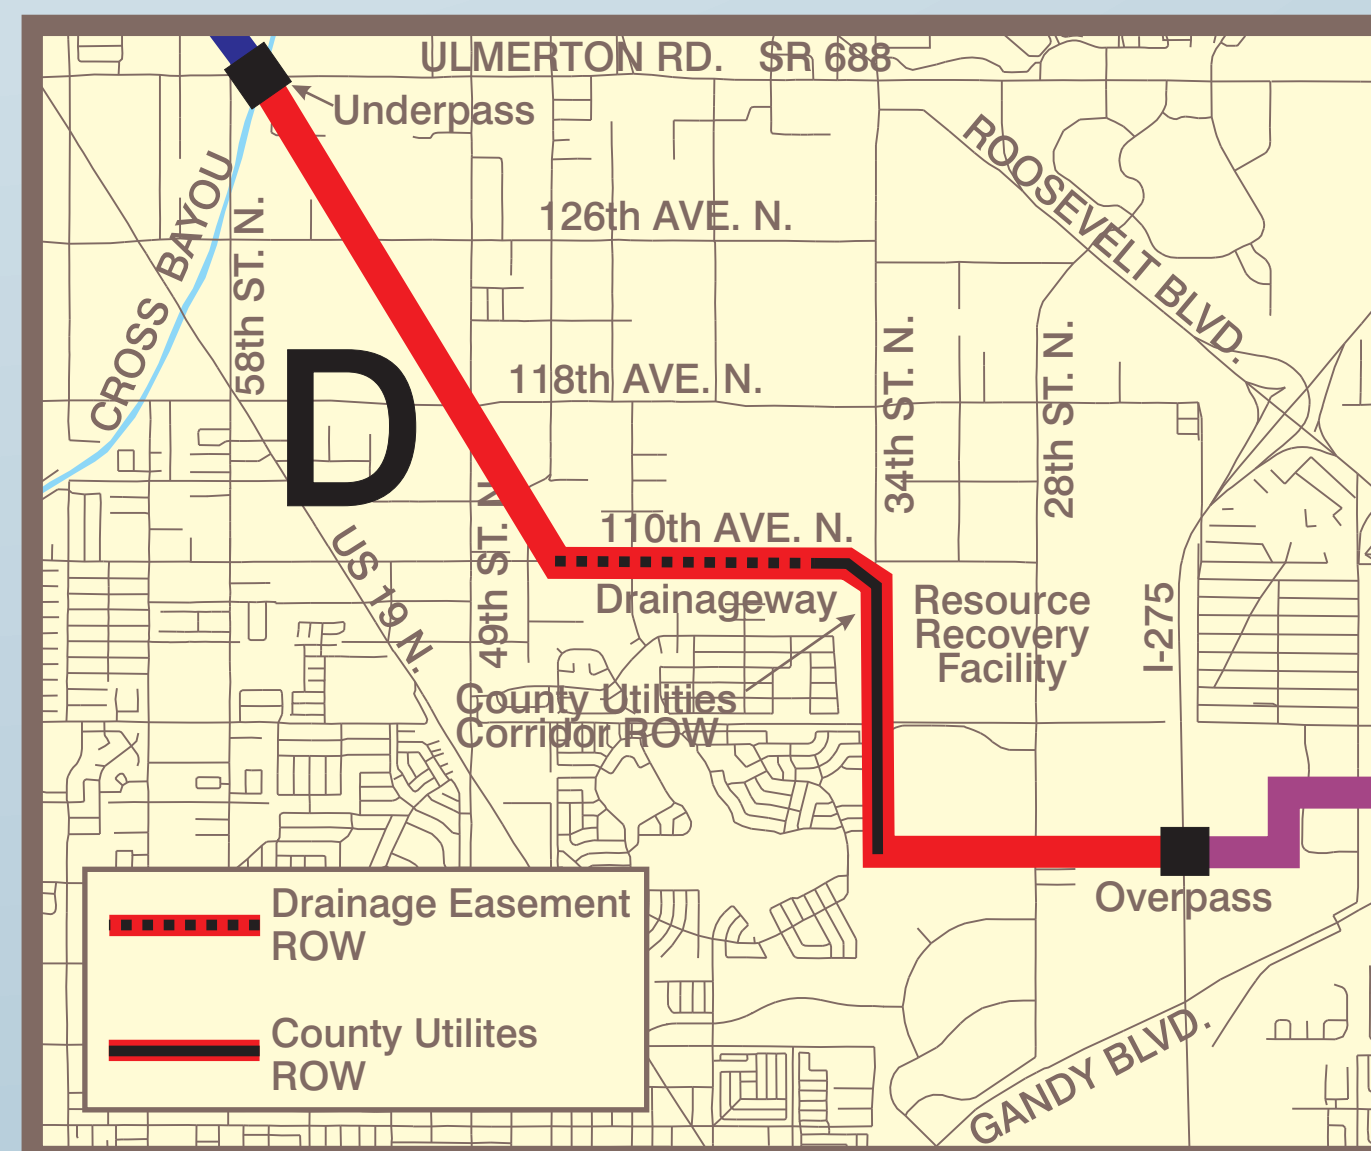 ULMERTON RD. SR 688
Underpass
ROOSEVELT BLVD.
CROSS BAYOU
58th ST. N.
126th AVE. N.
118th AVE. N.
34th ST. N.
28th ST. N.
D
US 19 N.
49th ST. N.
110th AVE. N.
Drainageway
Resource
Recovery
Facility
I-275
County Utilities
Corridor ROW
Overpass
GANDY BLVD.
Drainage Easement
ROW
County Utilites
ROW